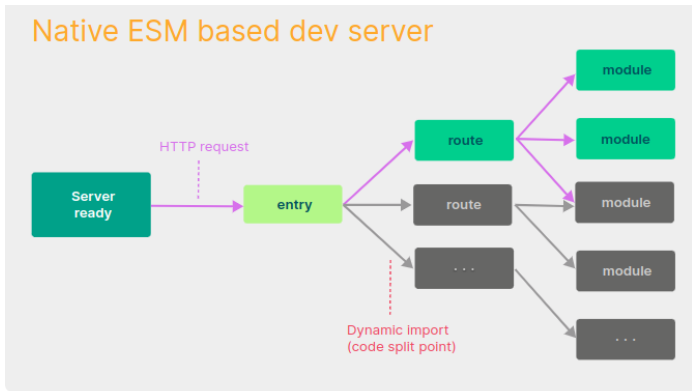 Native ESM based dev server
HTTP request
Server
ready
entry
route
route
· · ·
Dynamic import
(code split point)
module
module
module
module
· · ·